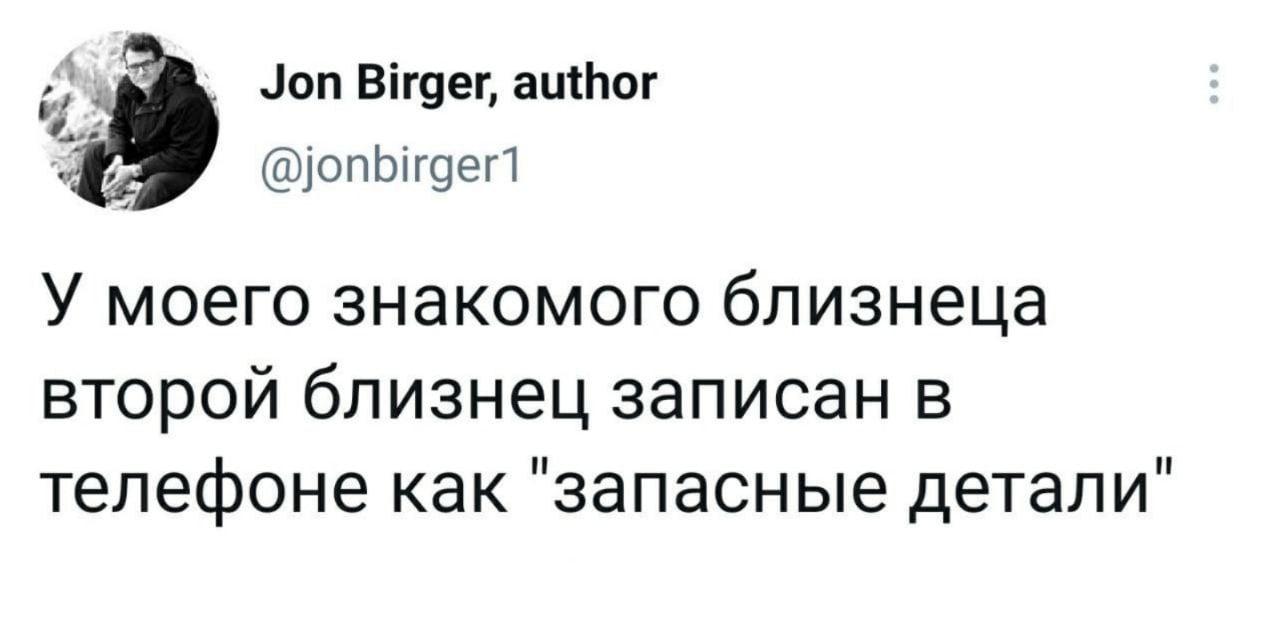 Jon Birger, author
@jonbirger1
У моего знакомого близнеца
второй близнец записан в
телефоне как "запасные детали"